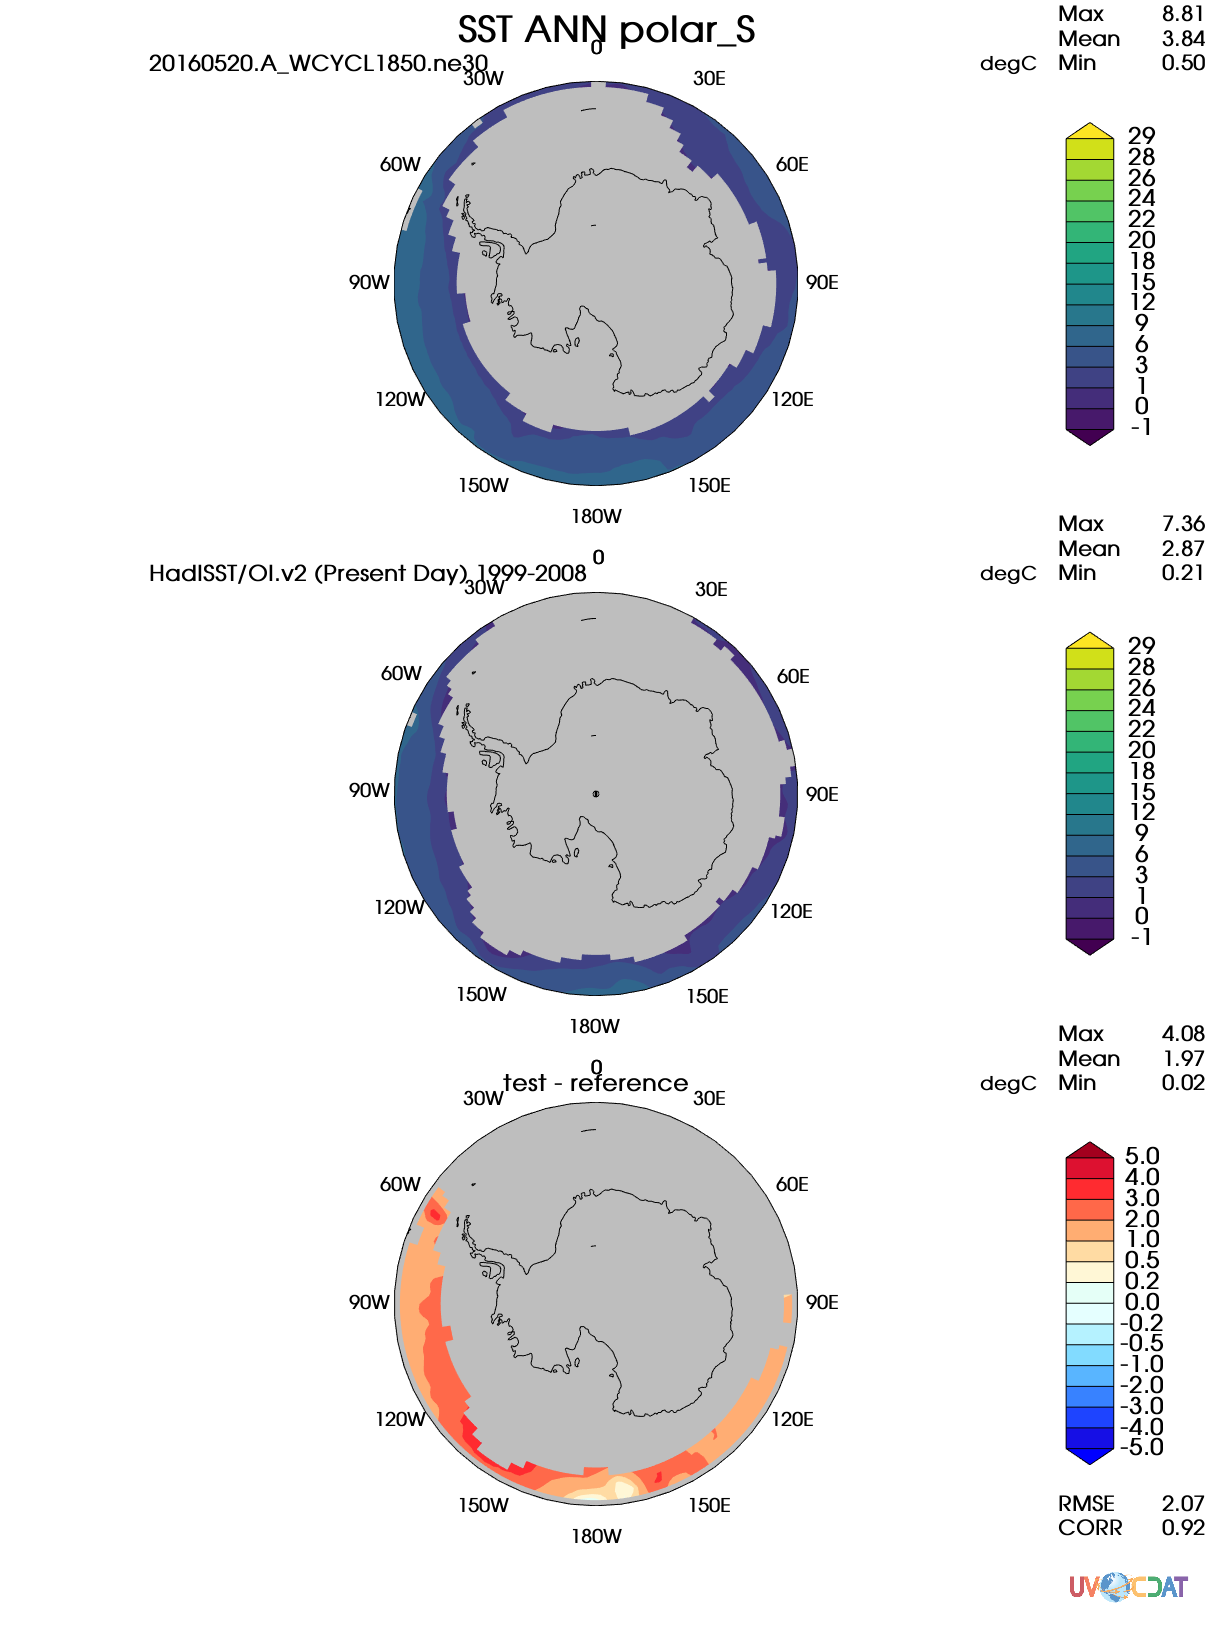 SST ANN polar_S
20160520.A_WCYCL1850.ne30
degC
Max 8.81
Mean 3.84
Min 0.50
0
30E
60E
90E
120E
150E
180W
150W
120W
90W
60W
30W
29
28
26
24
22
20
18
15
12
9
6
3
1
0
-1
HadISST/OI.v2 (Present Day) 1999-2008
degC
Max 7.36
Mean 2.87
Min 0.21
0
30E
60E
90E
120E
150E
180W
150W
120W
90W
60W
30W
29
28
26
24
22
20
18
15
12
9
6
3
1
0
-1
test - reference
degC
Max 4.08
Mean 1.97
Min 0.02
0
30E
60E
90E
120E
150E
180W
150W
120W
90W
60W
30W
5.0
4.0
3.0
2.0
1.0
0.5
0.2
0.0
-0.2
-0.5
-1.0
-2.0
-3.0
-4.0
-5.0
RMSE 2.07
CORR 0.92
UV CDAT